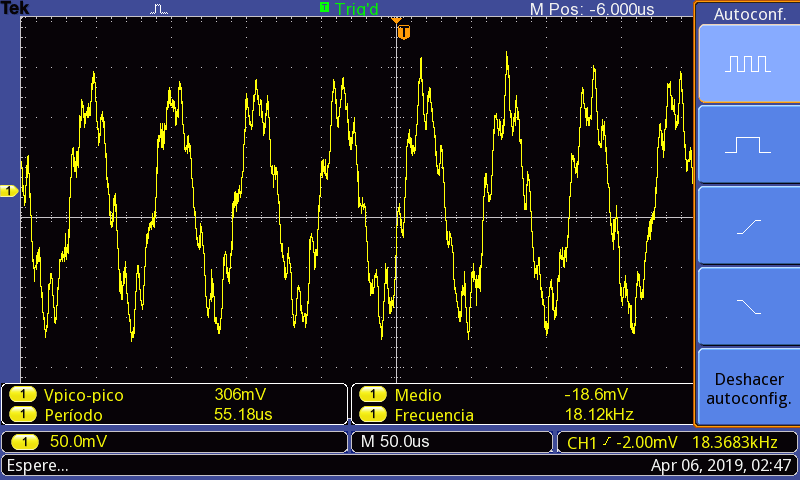 Tek T Trig'd M Pos: -6.000us Autoconf.
T
1
1 Vpico-pico 306mV 1 Medio -18.6mV
1 Período 55.18us 1 Frecuencia 18.12kHz
Deshacer
autoconfig.
1 50.0mV M 50.0us CH1 -2.00mV 18.3683kHz
Espere... Apr 06, 2019, 02:47